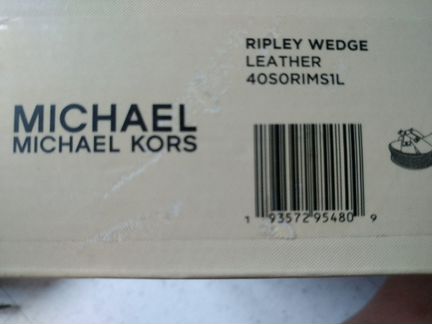 RIPLEY WEDGE
LEATHER
40S0RIMS1L
MICHAEL
MICHAEL KORS
1 93572 95480 9